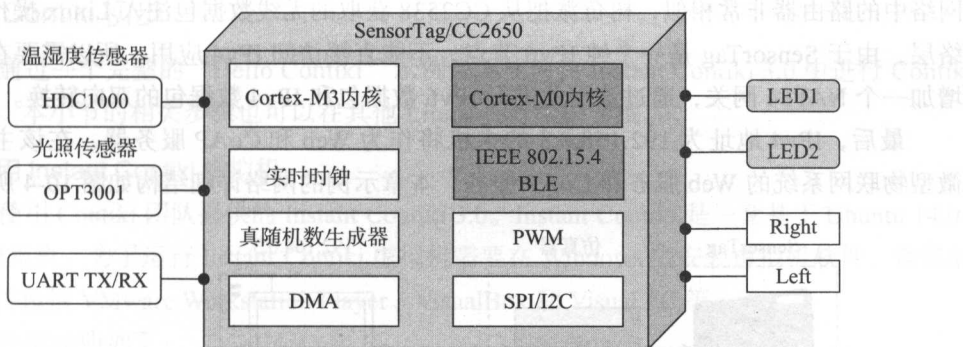 SensorTag/CC2650
温湿度传感器
HDC1000
光照传感器
OPT3001
UART TX/RX
Cortex-M3内核
实时时钟
真随机数生成器
DMA
Cortex-M0内核
IEEE 802.15.4
BLE
PWM
SPI/I2C
LED1
LED2
Right
Left